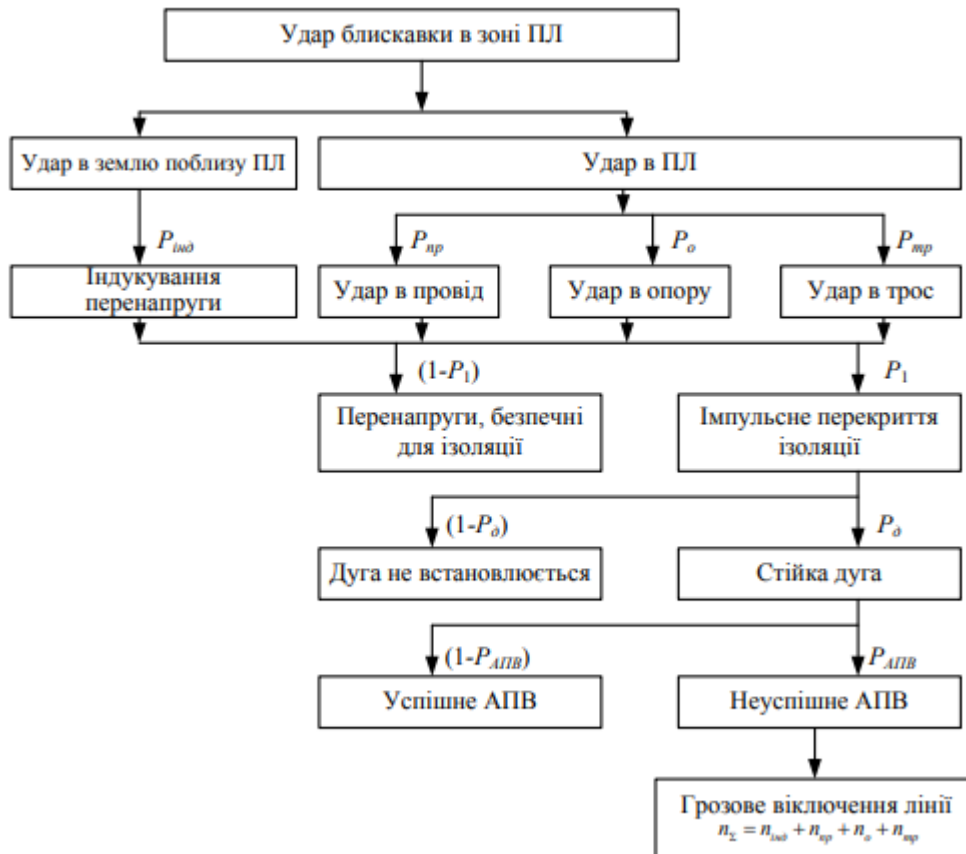 Удар блискавки в зоні ПЛ
Удар в землю поблизу ПЛ
Удар в ПЛ
Pінд
Pпр
Pо
Pтр
Індукування
перенапруги
Удар в провід
Удар в опору
Удар в трос
(1-P1)
P1
Перенапруги, безпечні
для ізоляції
Імпульсне перекриття
ізоляції
(1-Pд)
Pд
Дуга не встановлюється
Стійка дуга
(1-PАПВ)
PАПВ
Успішне АПВ
Неуспішне АПВ
Грозове віключення лінії
nΣ = nінд + nпр + nо + nтр